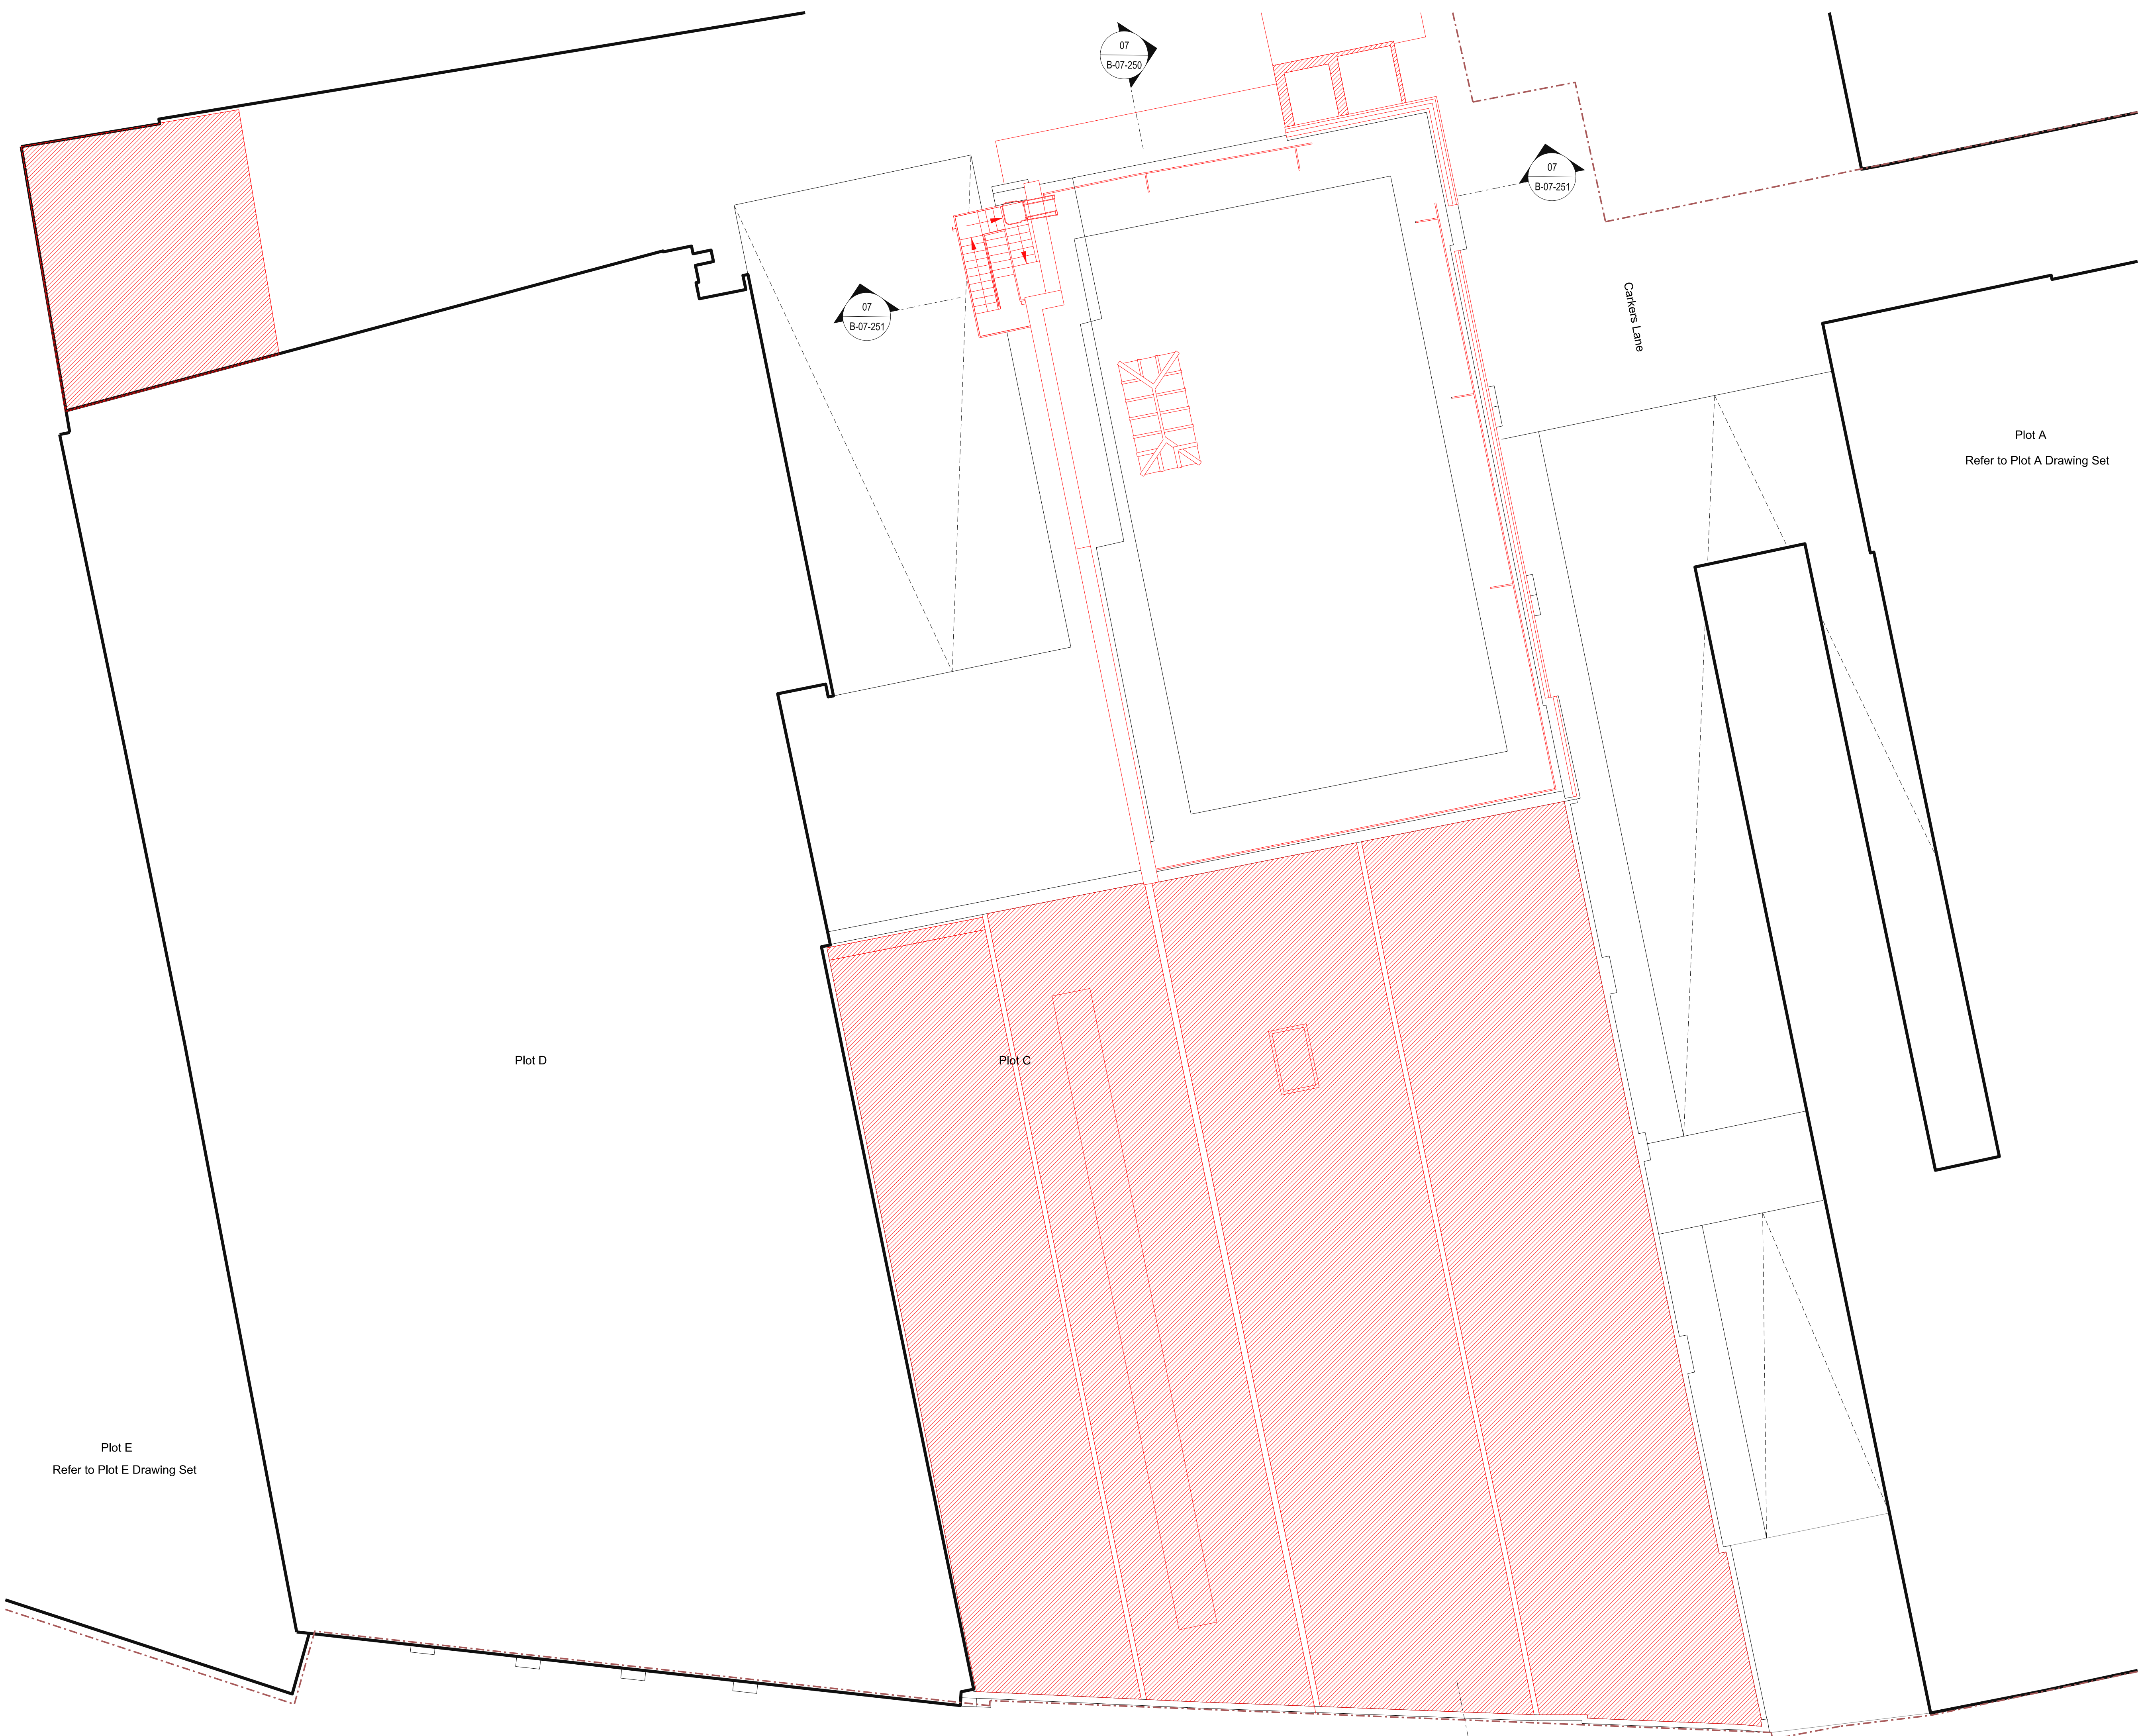 07
B-07-250
07
B-07-251
07
B-07-251
Carkers Lane
Plot A
Refer to Plot A Drawing Set
Plot D
Plot C
Plot E
Refer to Plot E Drawing Set